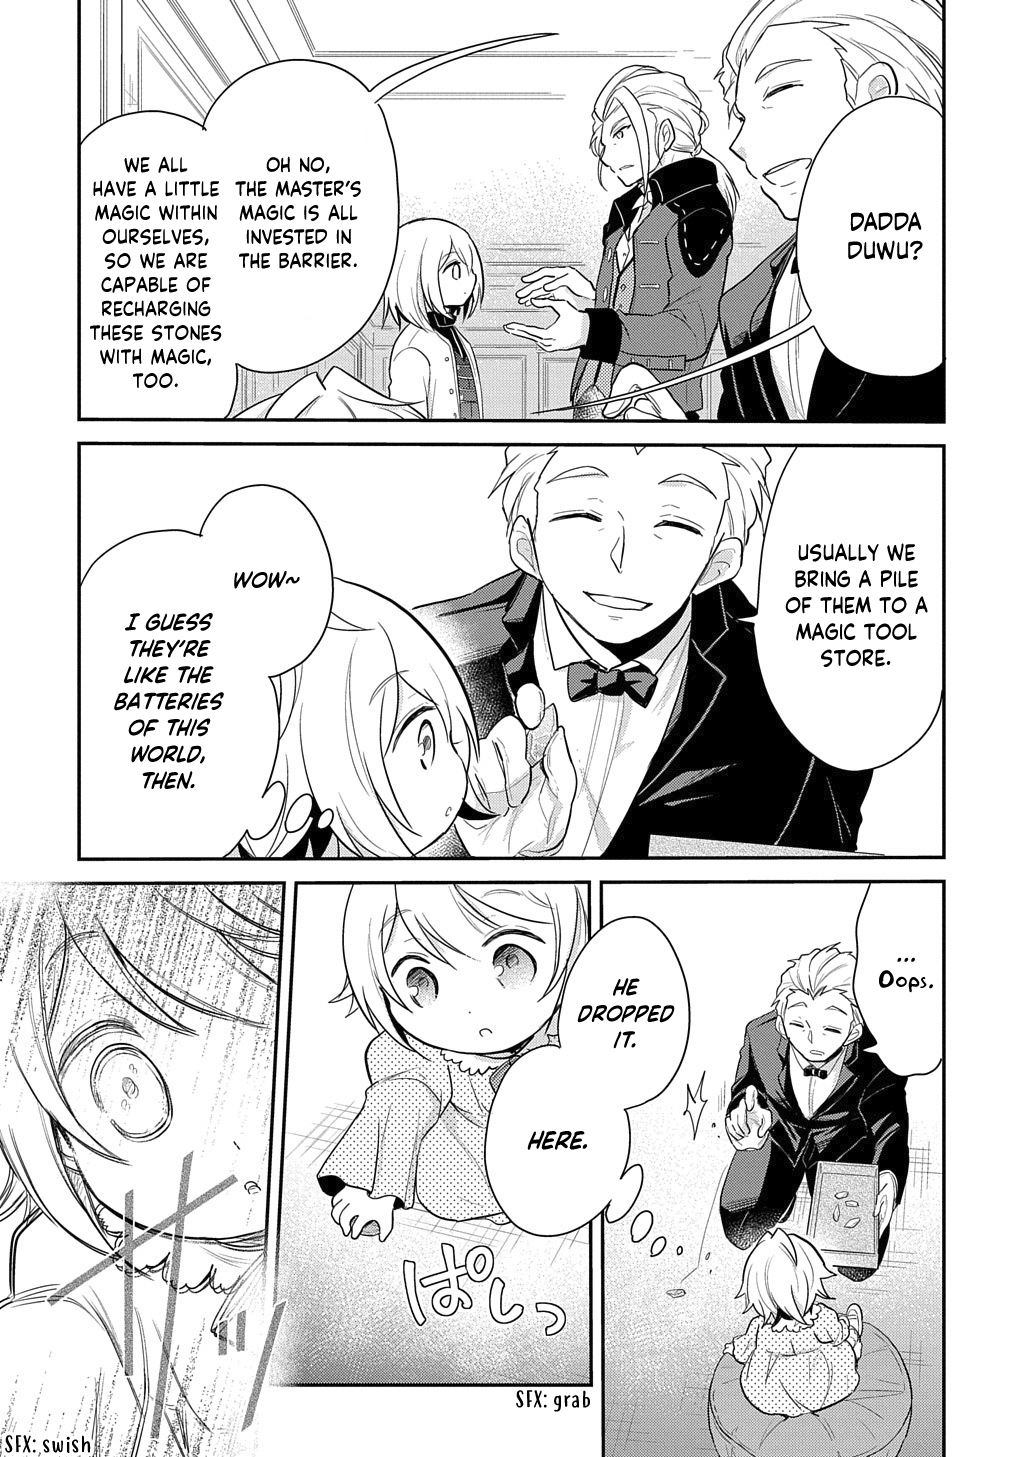 DADDA
DUWU?
OH NO,
THE MASTER'S
MAGIC IS ALL
INVESTED IN
THE BARRIER.
WE ALL
HAVE A LITTLE
MAGIC WITHIN
OURSELVES,
SO WE ARE
CAPABLE OF
RECHARGING
THESE STONES
WITH MAGIC,
TOO.
USUALLY WE
BRING A PILE
OF THEM TO A
MAGIC TOOL
STORE.
WOW~
I GUESS
THEY'RE
LIKE THE
BATTERIES
OF THIS
WORLD,
THEN.
...
Oops.
HE
DROPPED
IT.
HERE.
ぱしっ
SFX: grab
ザザ
SFX: swish